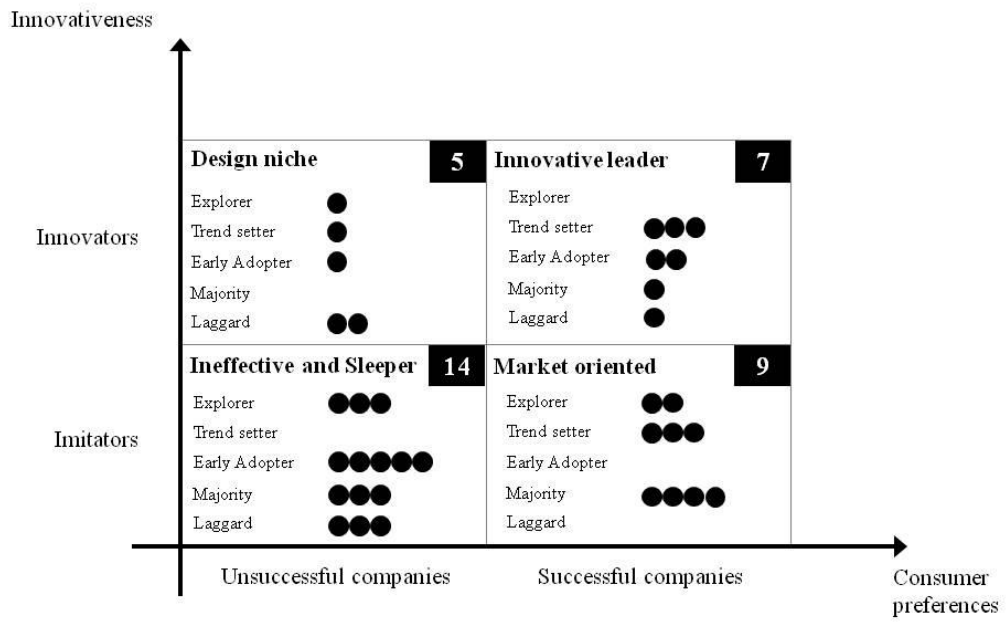 Innovativeness
Design niche 5
Innovative leader 7
Explorer
Trend setter
Early Adopter
Majority
Laggard
Explorer
Trend setter
Early Adopter
Majority
Laggard
Innovators
Ineffective and Sleeper 14
Market oriented 9
Explorer
Trend setter
Early Adopter
Majority
Laggard
Explorer
Trend setter
Early Adopter
Majority
Laggard
Imitators
Unsuccessful companies
Successful companies
Consumer
preferences